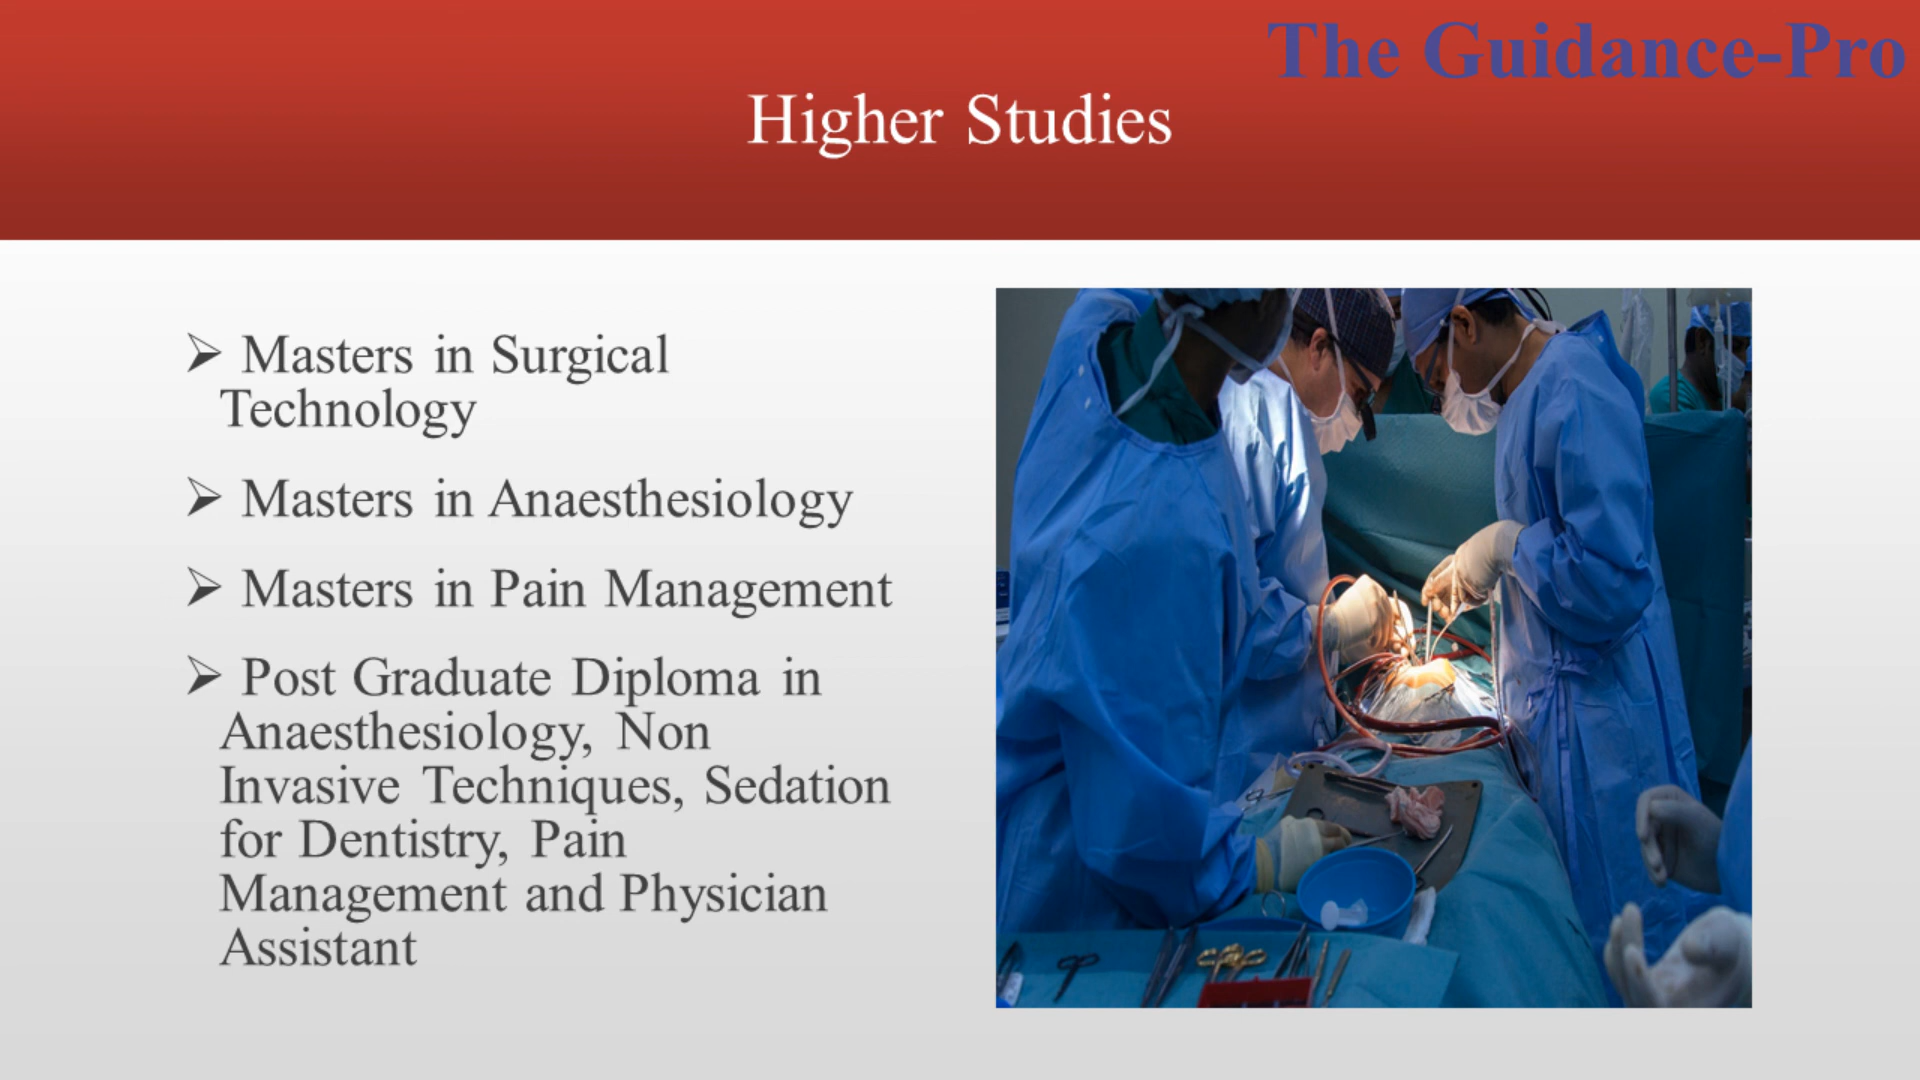 The Guidance-Pro
Higher Studies
➢ Masters in Surgical
Technology
➢ Masters in Anaesthesiology
➢ Masters in Pain Management
➢ Post Graduate Diploma in
Anaesthesiology, Non
Invasive Techniques, Sedation
for Dentistry, Pain
Management and Physician
Assistant